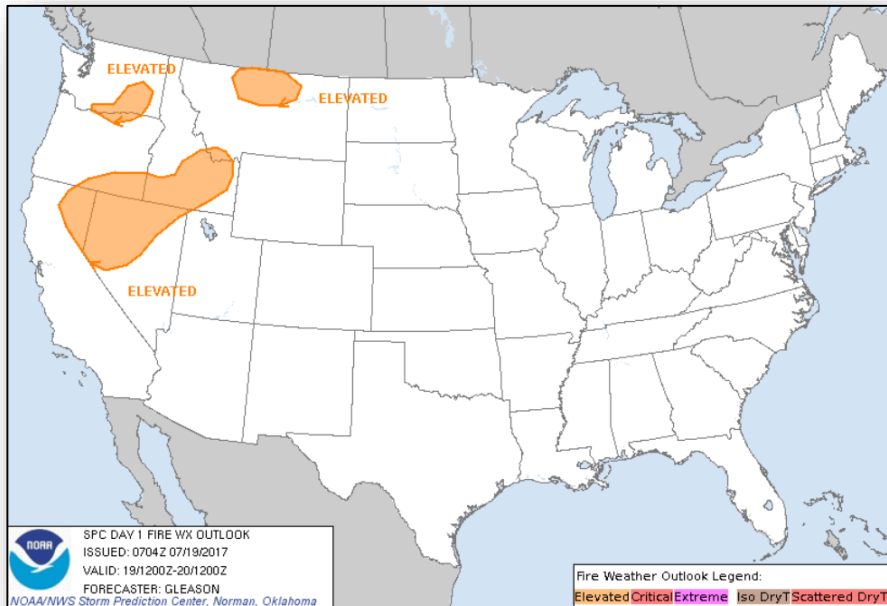 ELEVATED
ELEVATED
ELEVATED
NOAA
SPC DAY 1 FIRE WX OUTLOOK
ISSUED: 0704Z 07/19/2017
VALID: 19/1200Z-20/1200Z
FORECASTER: GLEASON
NOAA/NWS Storm Prediction Center, Norman, Oklahoma
Fire Weather Outlook Legend:
Elevated Critical Extreme Iso DryT Scattered DryT